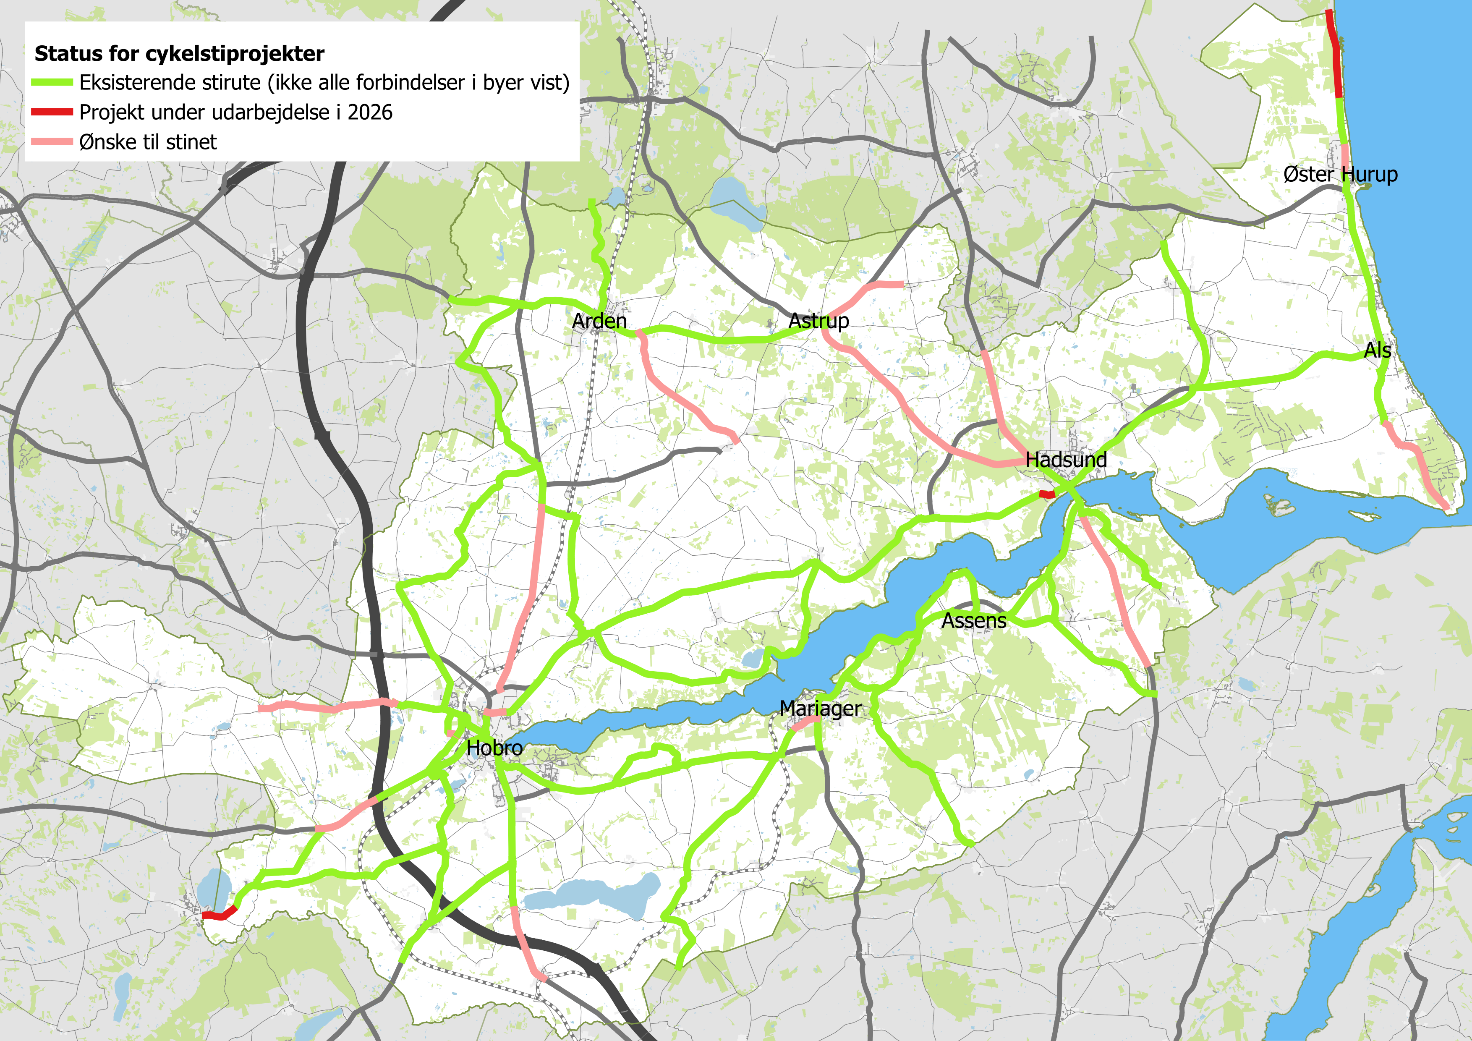 Status for cykelstiprojekter
Eksisterende stirute (ikke alle forbindelser i byer vist)
Projekt under udarbejdelse i 2026
Ønske til stinet
Øster Hurup
Arden
Astrup
Als
Hadsund
Assens
Mariager
Hobro